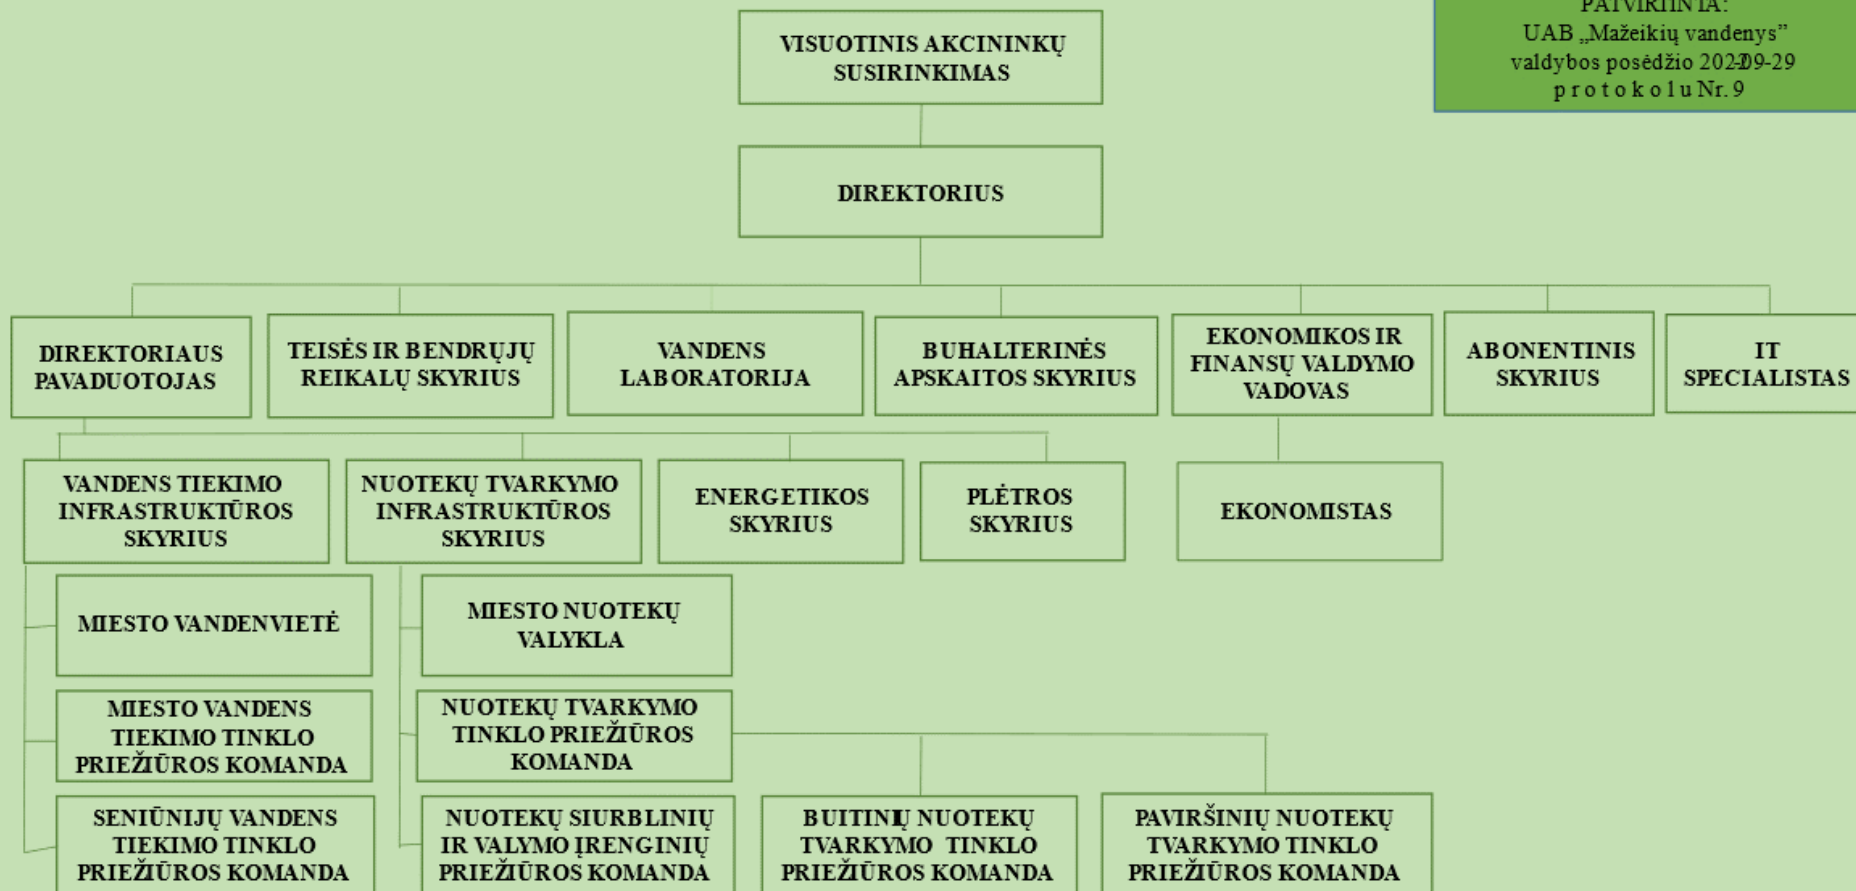 PATVIRTINTA:
UAB „Mažeikių vandenys”
valdybos posėdžio 2022-09-29
p r o t o k o l u Nr. 9
VISUOTINIS AKCININKŲ
SUSIRINKIMAS
DIREKTORIUS
DIREKTORIAUS
PAVADUOTOJAS
TEISĖS IR BENDRŲJŲ
REIKALŲ SKYRIUS
VANDENS
LABORATORIJA
BUHALTERINĖS
APSKAITOS SKYRIUS
EKONOMIKOS IR
FINANSŲ VALDYMO
VADOVAS
ABONENTINIS
SKYRIUS
IT
SPECIALISTAS
VANDENS TIEKIMO
INFRASTRUKTŪROS
SKYRIUS
NUOTEKŲ TVARKYMO
INFRASTRUKTŪROS
SKYRIUS
ENERGETIKOS
SKYRIUS
PLĖTROS
SKYRIUS
EKONOMISTAS
MIESTO VANDENVIETĖ
MIESTO NUOTEKŲ
VALYKLA
MIESTO VANDENS
TIEKIMO TINKLO
PRIEŽIŪROS KOMANDA
NUOTEKŲ TVARKYMO
TINKLO PRIEŽIŪROS
KOMANDA
SENIŪNIJŲ VANDENS
TIEKIMO TINKLO
PRIEŽIŪROS KOMANDA
NUOTEKŲ SIURBLINIŲ
IR VALYMO ĮRENGINIŲ
PRIEŽIŪROS KOMANDA
BUITINIŲ NUOTEKŲ
TVARKYMO TINKLO
PRIEŽIŪROS KOMANDA
PAVIRŠINIŲ NUOTEKŲ
TVARKYMO TINKLO
PRIEŽIŪROS KOMANDA